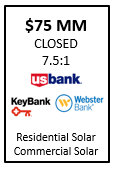 $75 MM
CLOSED
7.5:1
usbank
KeyBank
Webster
Bank
Residential Solar
Commercial Solar